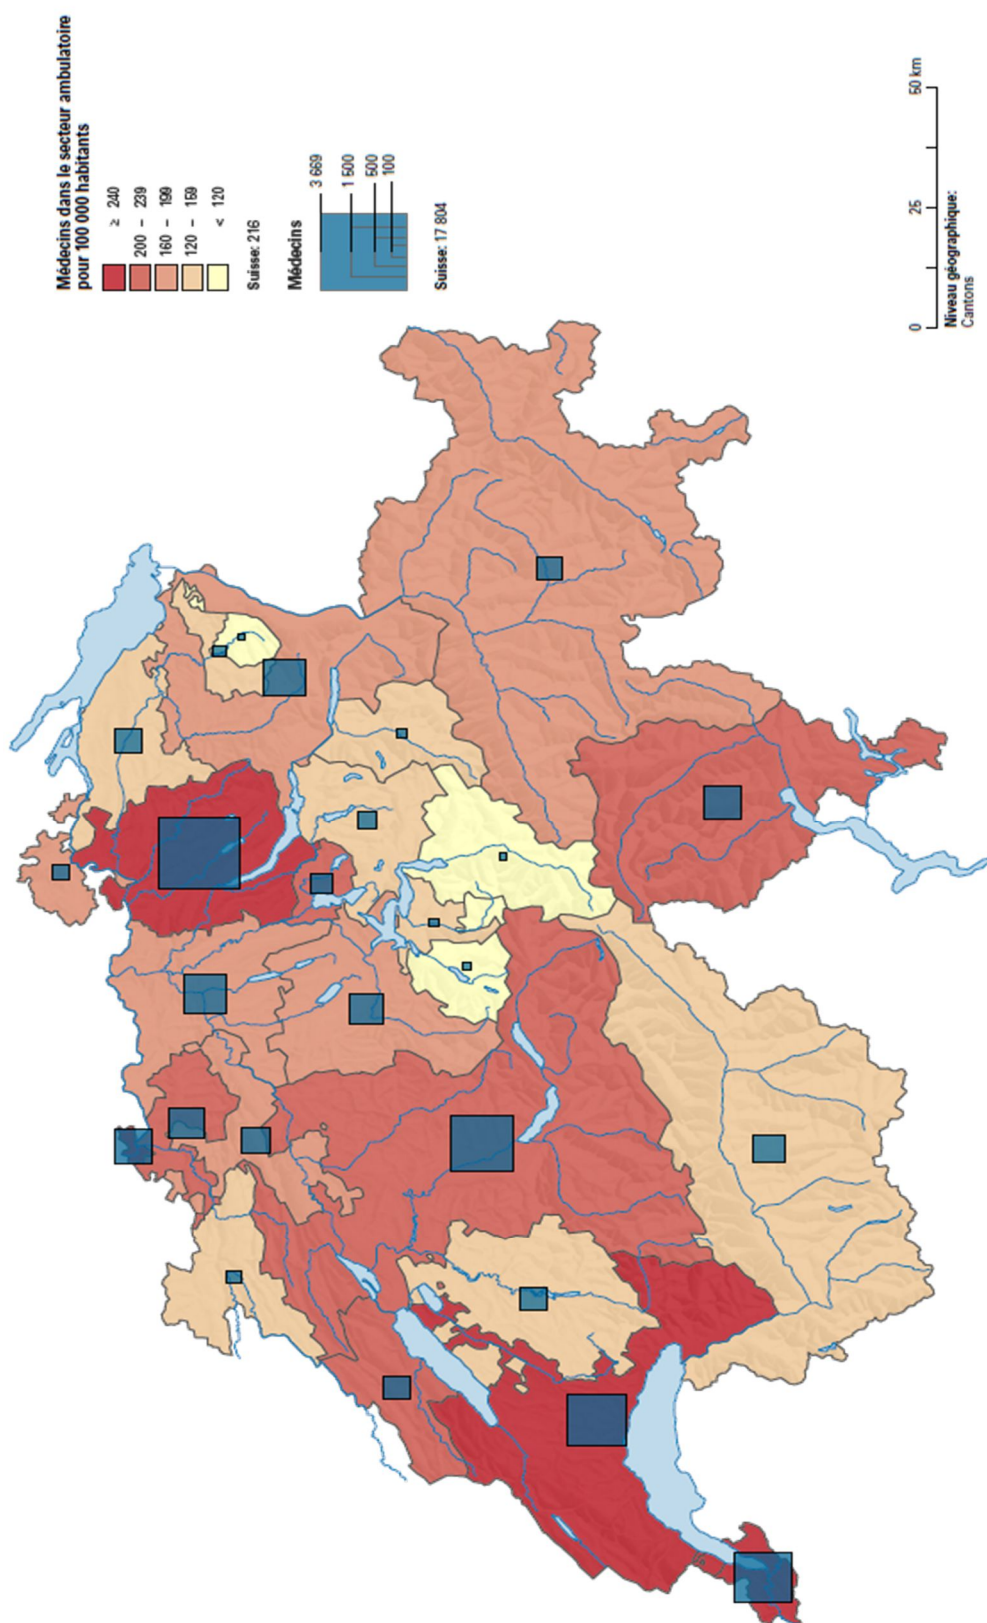 Médecins dans le secteur ambulatoire
pour 100 000 habitants
≥ 240
200 – 239
160 – 199
120 – 159
< 120
Suisse: 216
Médecins
3 669
1 500
500
100
Suisse: 17 804
0 25 50 km
Niveau géographique:
Cantons